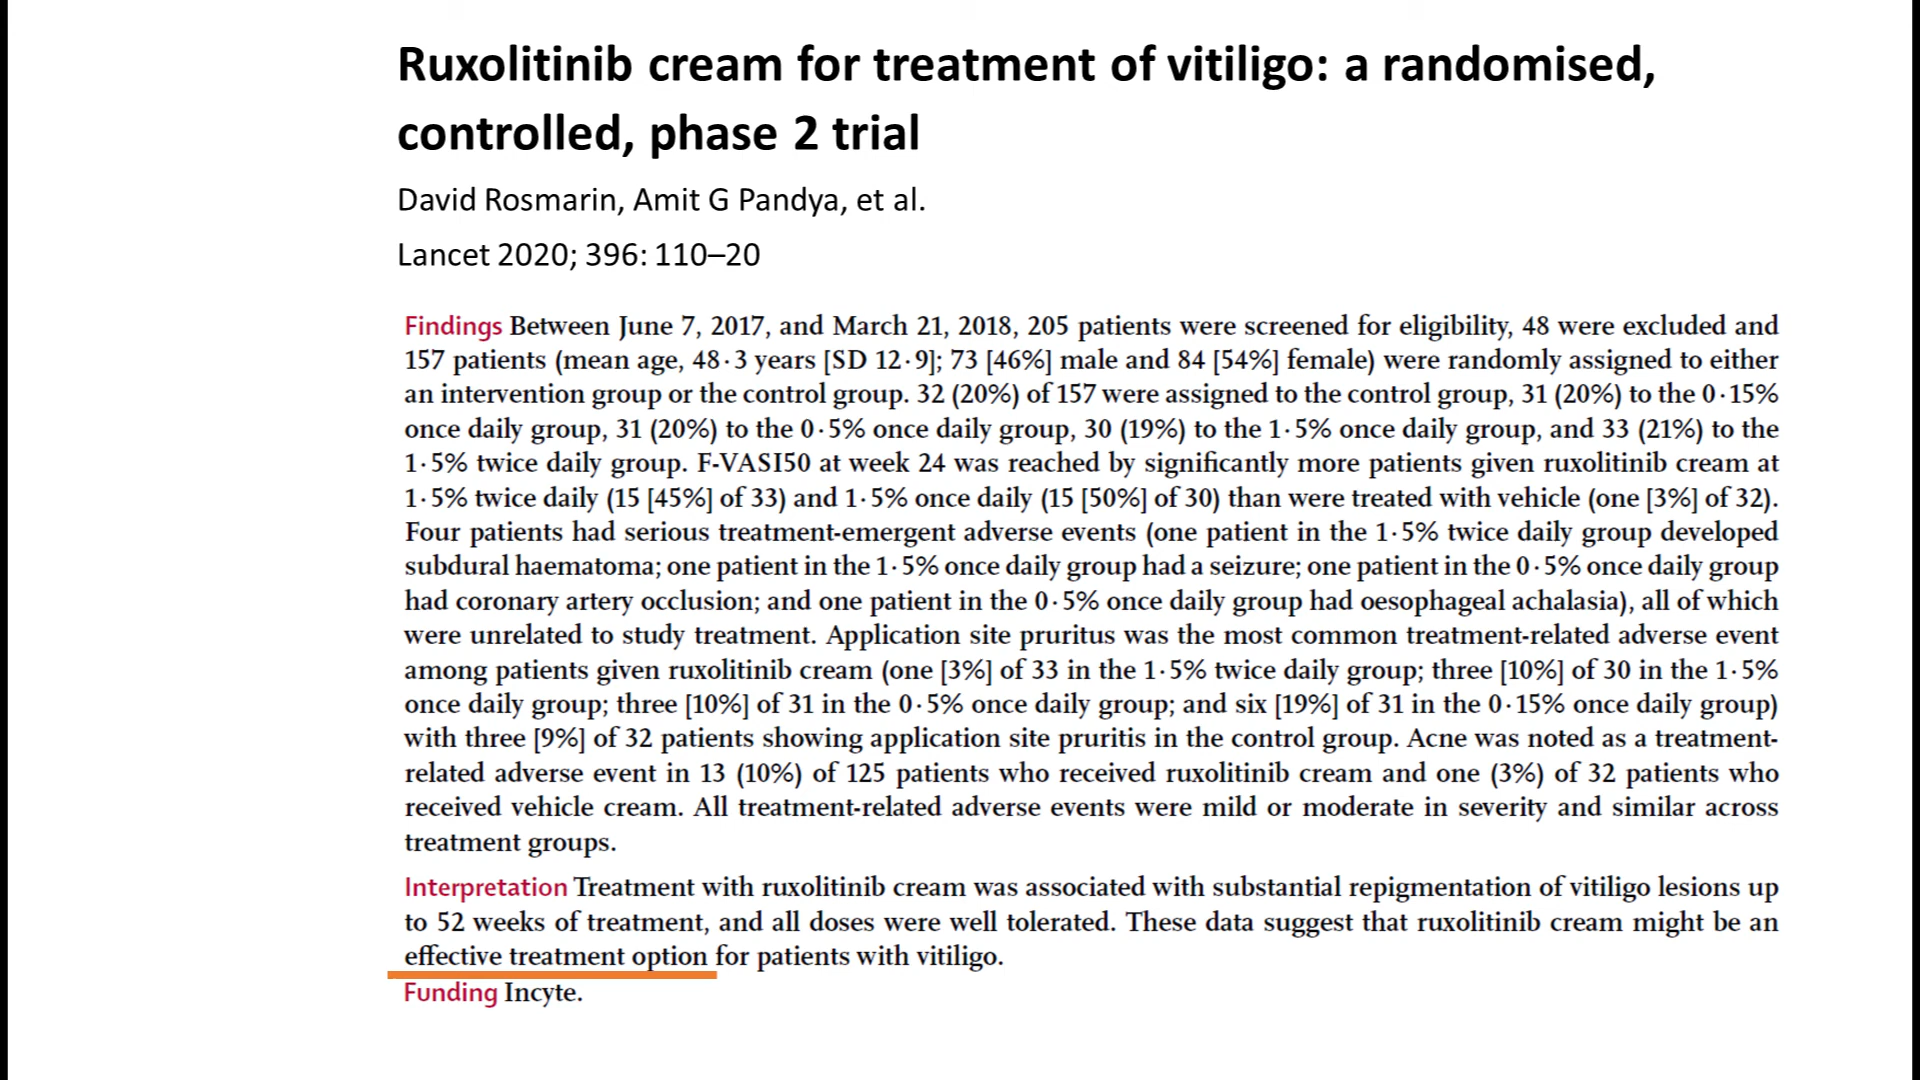 Ruxolitinib cream for treatment of vitiligo: a randomised,
controlled, phase 2 trial
David Rosmarin, Amit G Pandya, et al.
Lancet 2020; 396: 110–20
Findings Between June 7, 2017, and March 21, 2018, 205 patients were screened for eligibility, 48 were excluded and
157 patients (mean age, 48·3 years [SD 12·9]; 73 [46%] male and 84 [54%] female) were randomly assigned to either
an intervention group or the control group. 32 (20%) of 157 were assigned to the control group, 31 (20%) to the 0·15%
once daily group, 31 (20%) to the 0·5% once daily group, 30 (19%) to the 1·5% once daily group, and 33 (21%) to the
1·5% twice daily group. F-VASI50 at week 24 was reached by significantly more patients given ruxolitinib cream at
1·5% twice daily (15 [45%] of 33) and 1·5% once daily (15 [50%] of 30) than were treated with vehicle (one [3%] of 32).
Four patients had serious treatment-emergent adverse events (one patient in the 1·5% twice daily group developed
subdural haematoma; one patient in the 1·5% once daily group had a seizure; one patient in the 0·5% once daily group
had coronary artery occlusion; and one patient in the 0·5% once daily group had oesophageal achalasia), all of which
were unrelated to study treatment. Application site pruritus was the most common treatment-related adverse event
among patients given ruxolitinib cream (one [3%] of 33 in the 1·5% twice daily group; three [10%] of 30 in the 1·5%
once daily group; three [10%] of 31 in the 0·5% once daily group; and six [19%] of 31 in the 0·15% once daily group)
with three [9%] of 32 patients showing application site pruritis in the control group. Acne was noted as a treatment-
related adverse event in 13 (10%) of 125 patients who received ruxolitinib cream and one (3%) of 32 patients who
received vehicle cream. All treatment-related adverse events were mild or moderate in severity and similar across
treatment groups.
Interpretation Treatment with ruxolitinib cream was associated with substantial repigmentation of vitiligo lesions up
to 52 weeks of treatment, and all doses were well tolerated. These data suggest that ruxolitinib cream might be an
effective treatment option for patients with vitiligo.
Funding Incyte.